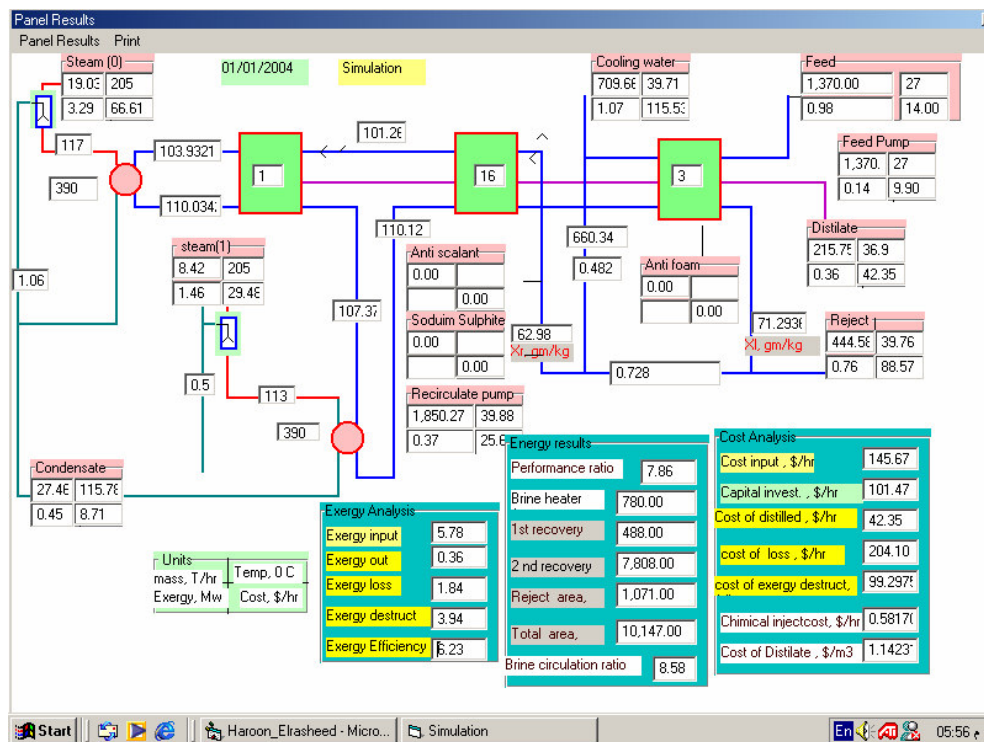 Panel Results
Panel Results Print
Steam (0)
19.03 205
3.29 66.61
01/01/2004
Simulation
Cooling water
709.66 39.71
1.07 115.53
Feed
1,370.00 27
0.98 14.00
Feed Pump
1,370. 27
0.14 9.90
Distilate
215.75 36.9
0.36 42.35
117
390
103.9321
110.0342
1
101.26
16
3
110.12
steam(1)
8.42 205
1.46 29.48
1.06
107.37
0.5
113
390
Anti scalant
0.00
0.00
Soduim Sulphite
0.00
0.00
62.98
Xr, gm/kg
660.34
0.482
Anti foam
0.00
0.00
71.2936
Xl, gm/kg
0.728
Reject
444.58 39.76
0.76 88.57
Recirculate pump
1,850.27 39.88
0.37 25.6
Condensate
27.46 115.78
0.45 8.71
Units
mass, T/hr Temp, 0 C
Exergy, Mw Cost, $/hr
Exergy Analysis
Exergy input 5.78
Exergy out 0.36
Exergy loss 1.84
Exergy destruct 3.94
Exergy Efficiency 6.23
Energy results
Performance ratio 7.86
Brine heater 780.00
1st recovery 488.00
2 nd recovery 7,808.00
Reject area, 1,071.00
Total area, 10,147.00
Brine circulation ratio 8.58
Cost Analysis
Cost input , $/hr 145.67
Capital invest. , $/hr 101.47
Cost of distilled , $/hr 42.35
cost of loss , $/hr 204.10
cost of exergy destruct, 99.2975
Chimical injectcost, $/hr 0.5817
Cost of Distilate , $/m3 1.1423
Start
Haroon_Elrasheed - Micro...
Simulation
En
05:56 م